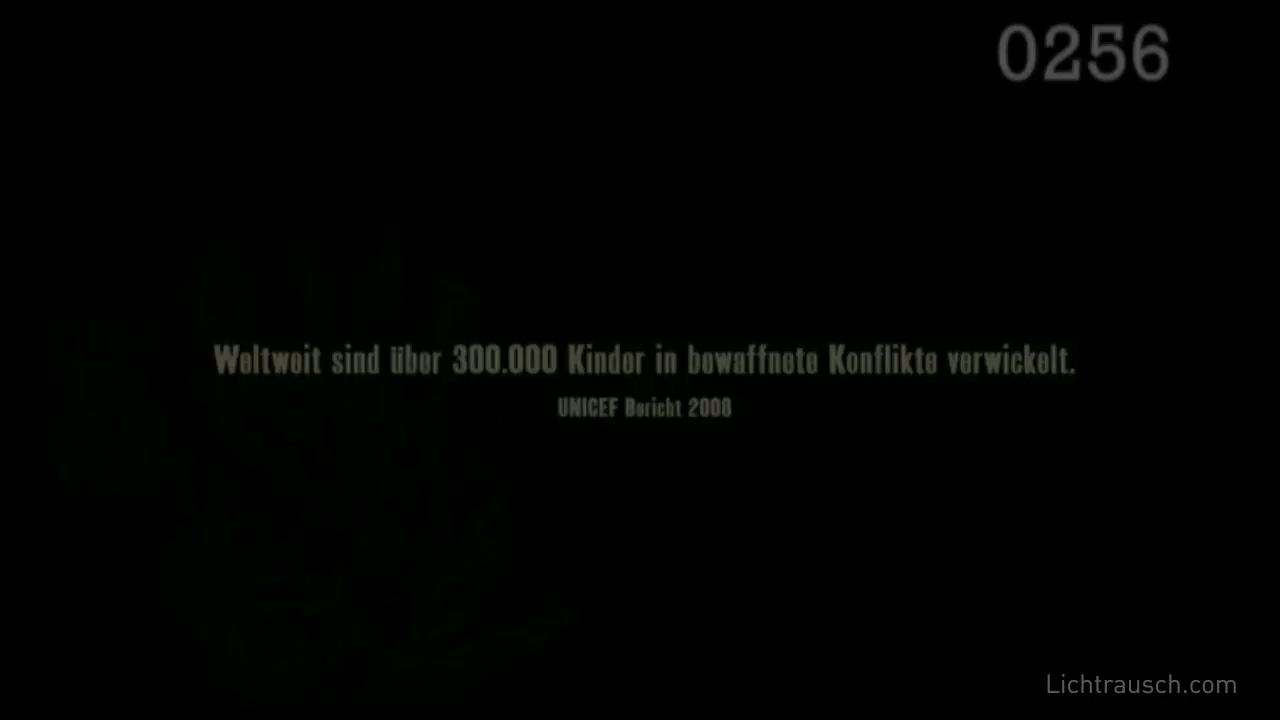 0256
Weltweit sind über 300.000 Kinder in bewaffnete Konflikte verwickelt.
UNICEF Bericht 2008
Lichtrausch.com